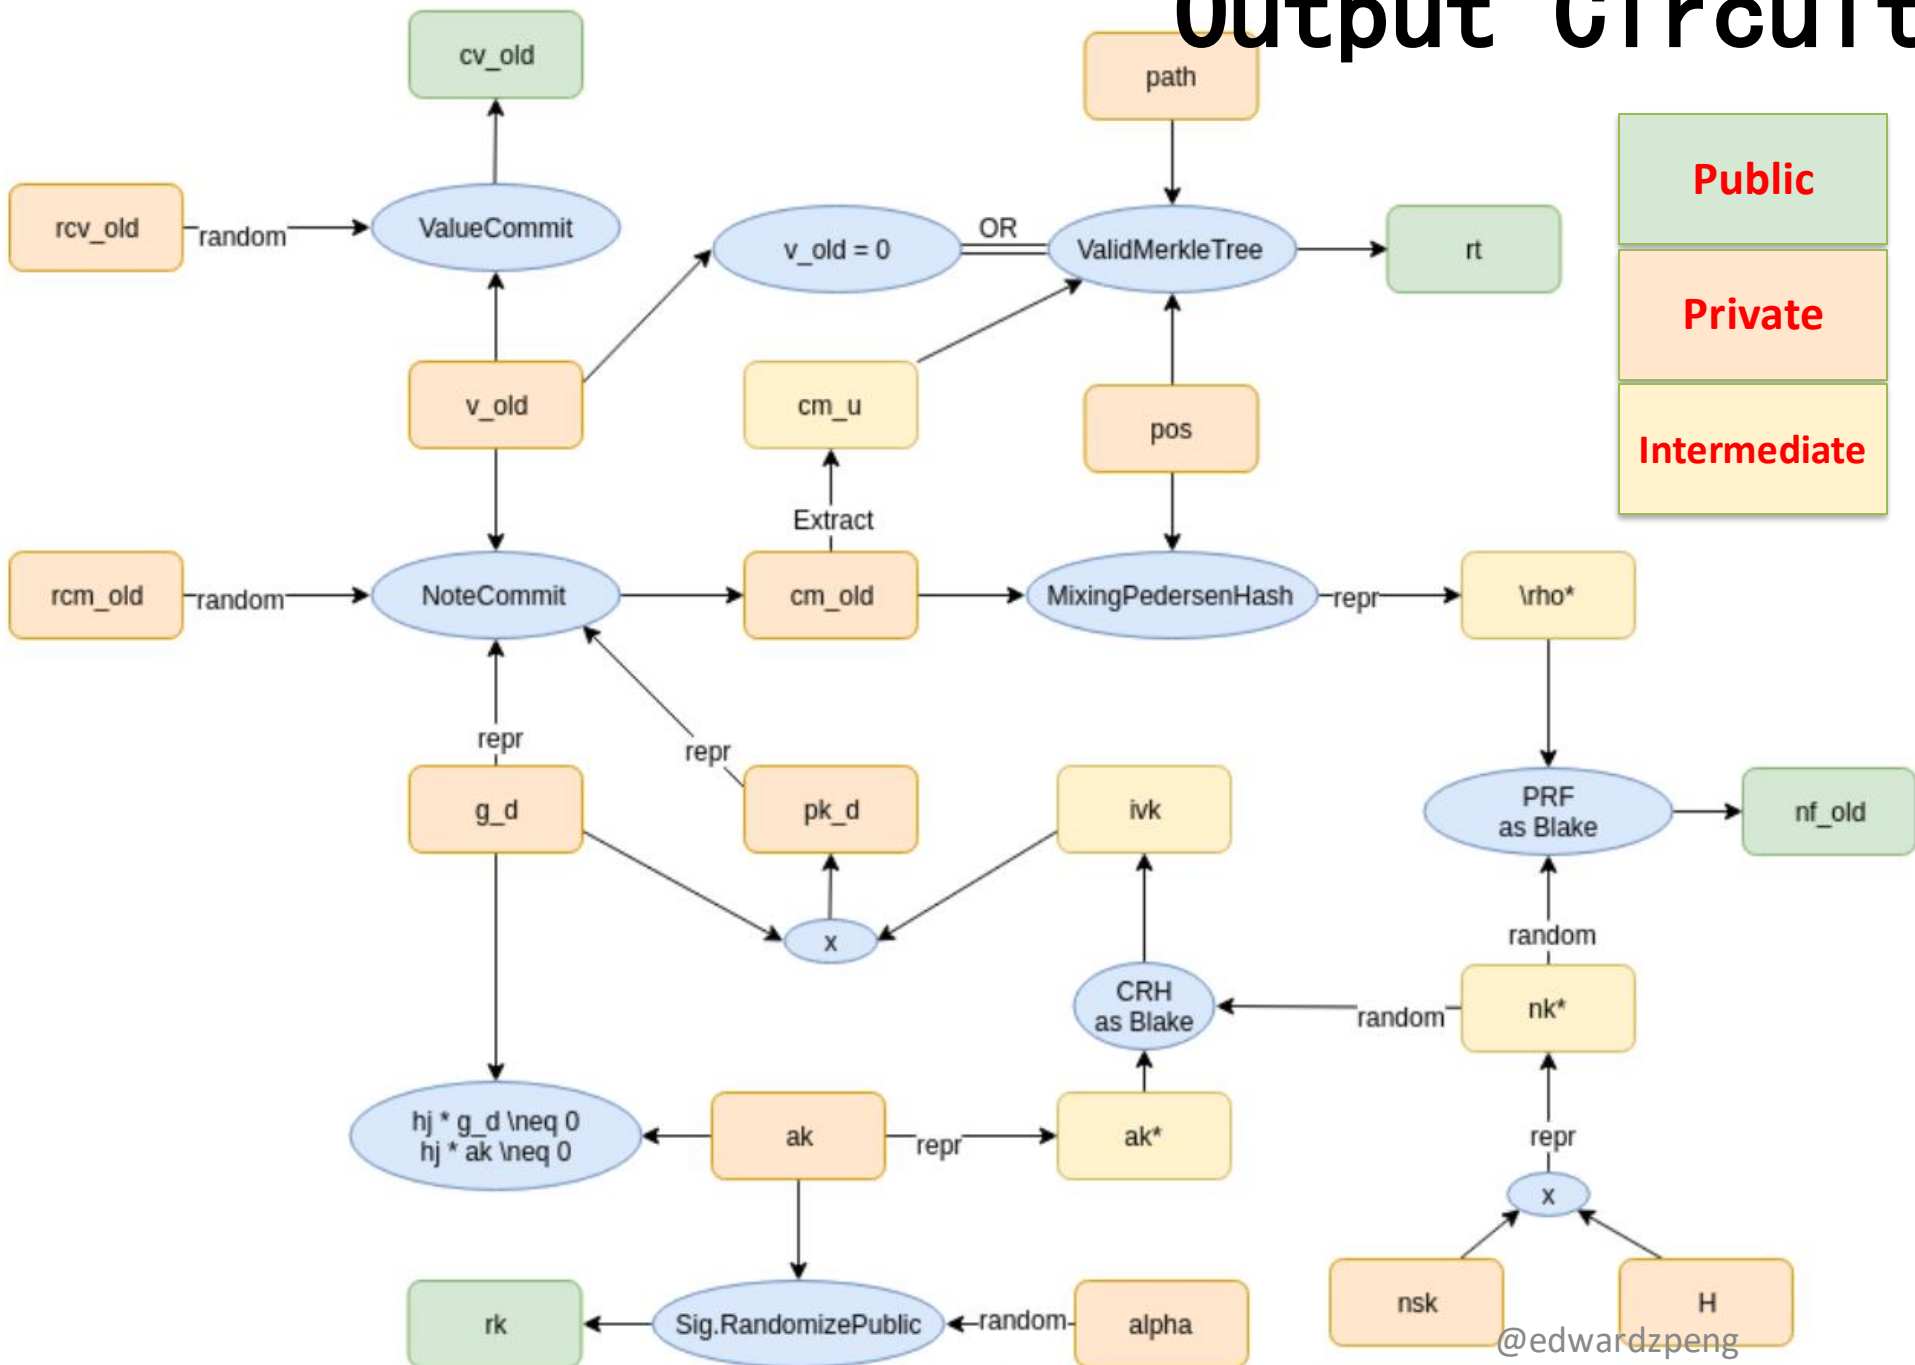 Output Circuit
cv_old
path
Public
rcv_old
random
ValueCommit
v_old = 0
OR
ValidMerkleTree
rt
Private
v_old
cm_u
pos
Intermediate
Extract
rcm_old
random
NoteCommit
cm_old
MixingPedersenHash
repr
\rho*
repr
repr
g_d
pk_d
ivk
PRF
as Blake
nf_old
x
random
CRH
as Blake
random
nk*
hj * g_d \neq 0
hj * ak \neq 0
ak
repr
ak*
repr
x
nsk
H
rk
Sig.RandomizePublic
random
alpha
@edwardzpeng